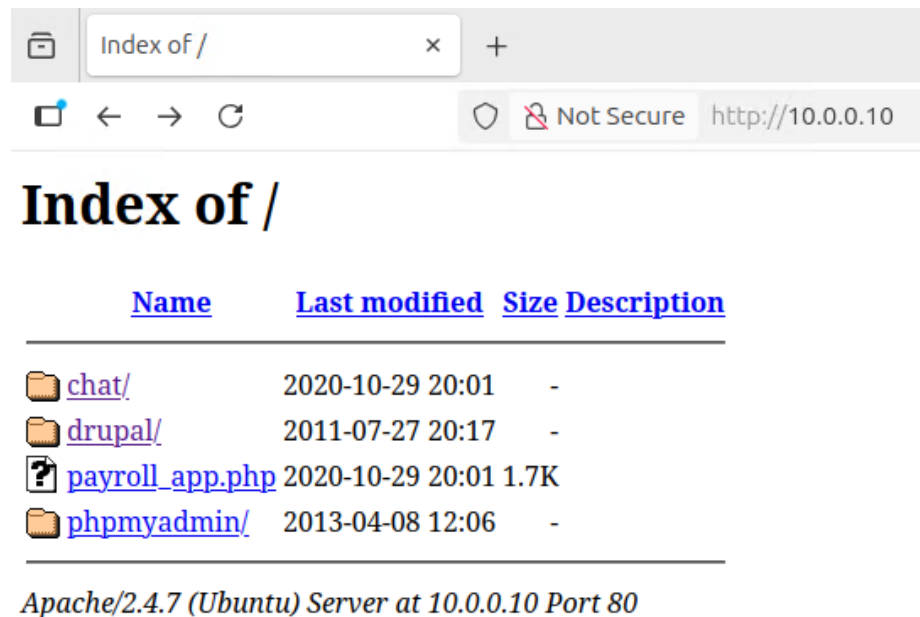 Index of /
Not Secure http://10.0.0.10
Index of /
Name Last modified Size Description
chat/ 2020-10-29 20:01 -
drupal/ 2011-07-27 20:17 -
payroll_app.php 2020-10-29 20:01 1.7K
phpmyadmin/ 2013-04-08 12:06 -
Apache/2.4.7 (Ubuntu) Server at 10.0.0.10 Port 80